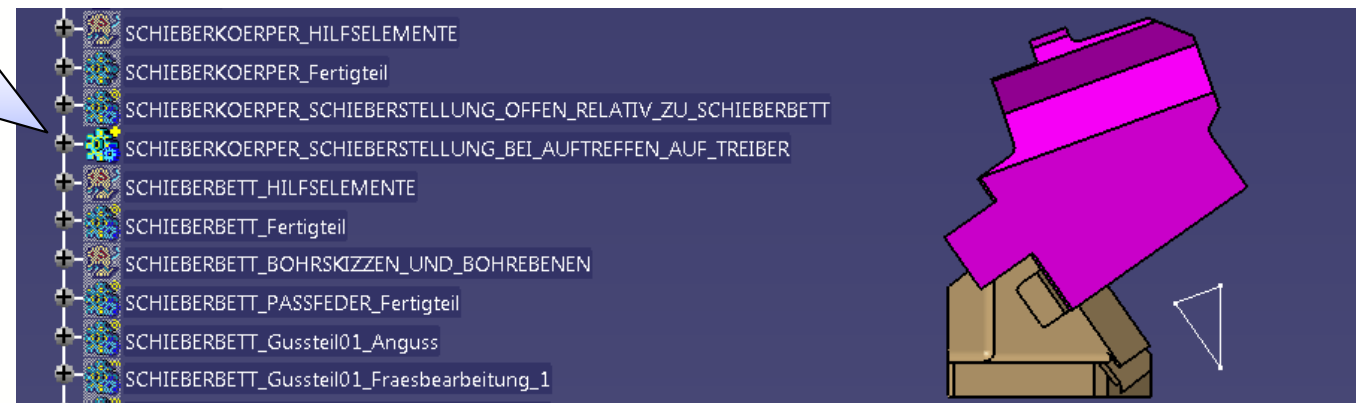 SCHIEBERKOERPER_HILFSELEMENTE
SCHIEBERKOERPER_Fertigteil
SCHIEBERKOERPER_SCHIEBERSTELLUNG_OFFEN_RELATIV_ZU_SCHIEBERBETT
SCHIEBERKOERPER_SCHIEBERSTELLUNG_BEI_AUFTREFFEN_AUF_TREIBER
SCHIEBERBETT_HILFSELEMENTE
SCHIEBERBETT_Fertigteil
SCHIEBERBETT_BOHRSKIZZEN_UND_BOHREBENEN
SCHIEBERBETT_PASSFEDER_Fertigteil
SCHIEBERBETT_Gussteil01_Anguss
SCHIEBERBETT_Gussteil01_Fraesbearbeitung_1